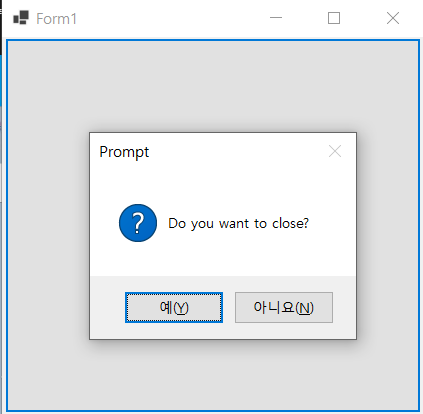 Form1
Prompt
Do you want to close?
예(Y)
아니요(N)